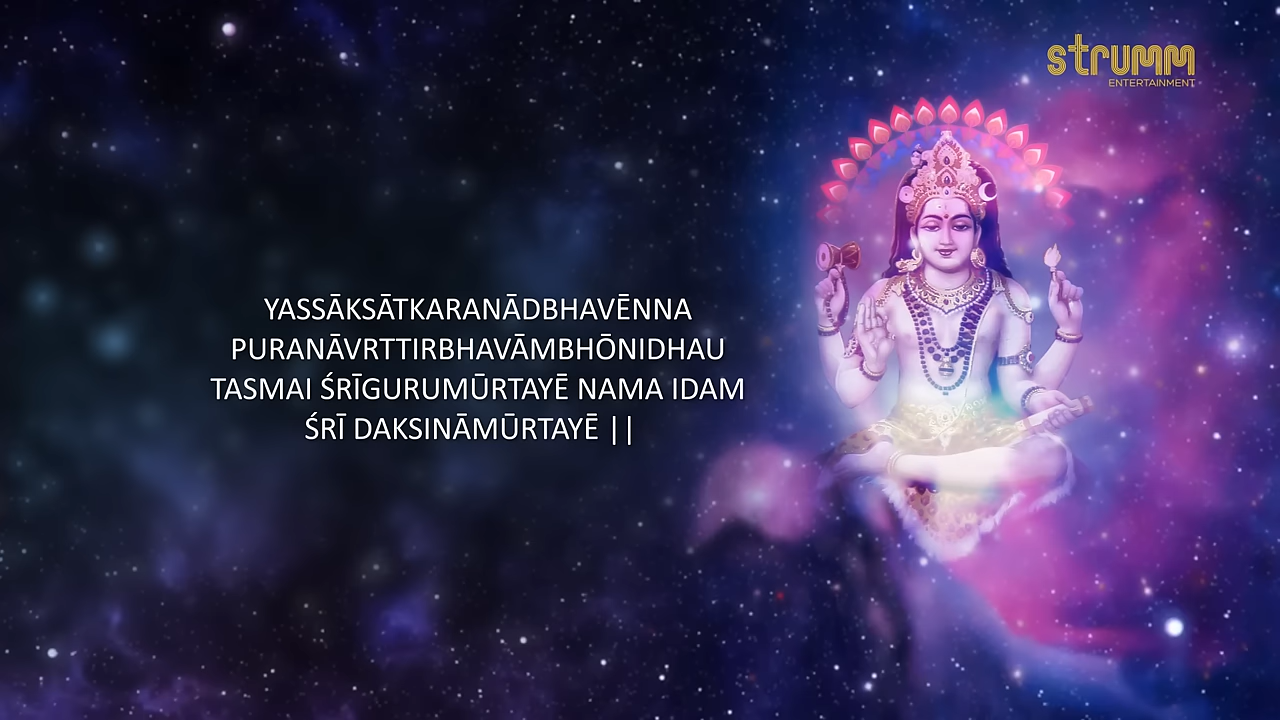 strumm
ENTERTAINMENT
YASSĀKSĀTKARANĀDBHAVĒNNA
PURANĀVRTTIRBHAVĀMBHŌNIDHAU
TASMAI ŚRĪGURUMŪRTAYĒ NAMA IDAM
ŚRĪ DAKSINĀMŪRTAYĒ ||